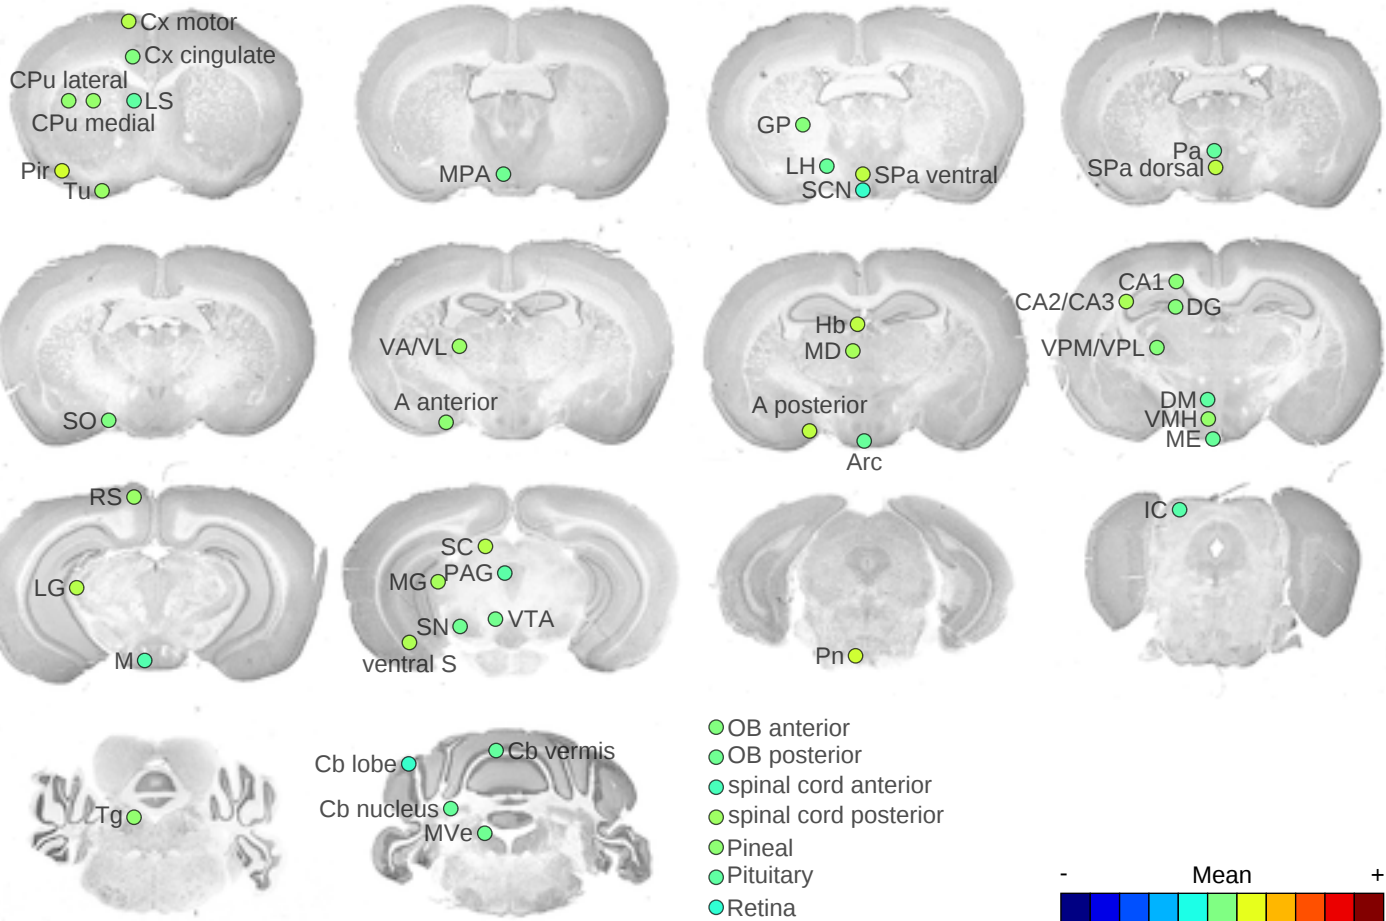 Cx motor
Cx cingulate
CPu lateral
LS
CPu medial
Pir
Tu
MPA
GP
LH
SPa ventral
SCN
Pa
SPa dorsal
SO
VA/VL
A anterior
Hb
MD
A posterior
Arc
CA1
CA2/CA3
DG
VPM/VPL
DM
VMH
ME
RS
LG
M
SC
MG
PAG
SN
VTA
ventral S
Pn
IC
Tg
Cb lobe
Cb vermis
Cb nucleus
MVe
OB anterior
OB posterior
spinal cord anterior
spinal cord posterior
Pineal
Pituitary
Retina
- Mean +